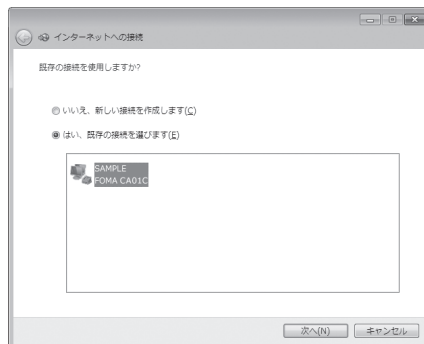 インターネットへの接続
既存の接続を使用しますか?
いいえ、新しい接続を作成します(C)
はい、既存の接続を選びます(E)
SAMPLE
FOMA CA01C
次へ(N)
キャンセル